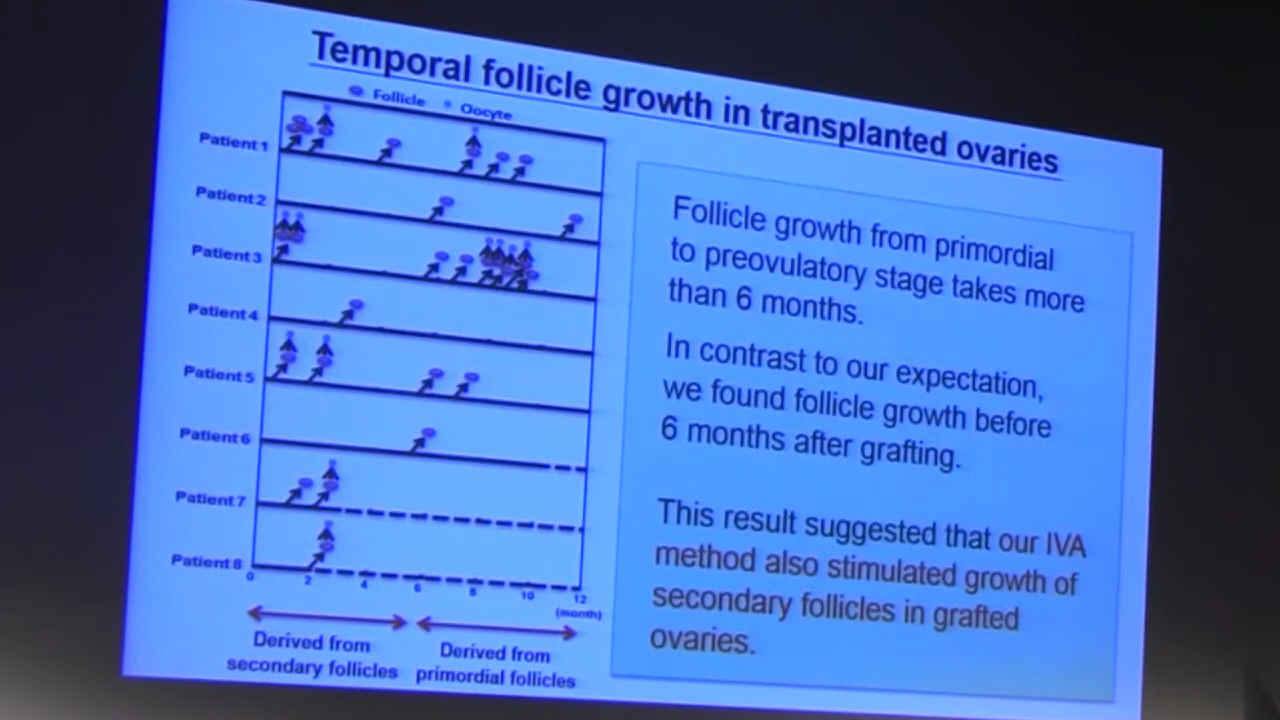 Temporal follicle growth in transplanted ovaries
Follicle Oocyte
Patient 1
Patient 2
Patient 3
Patient 4
Patient 5
Patient 6
Patient 7
Patient 8
0 2 4 6 8 10 12
(month)
Derived from
secondary follicles
Derived from
primordial follicles
Follicle growth from primordial
to preovulatory stage takes more
than 6 months.
In contrast to our expectation,
we found follicle growth before
6 months after grafting.
This result suggested that our IVA
method also stimulated growth of
secondary follicles in grafted
ovaries.